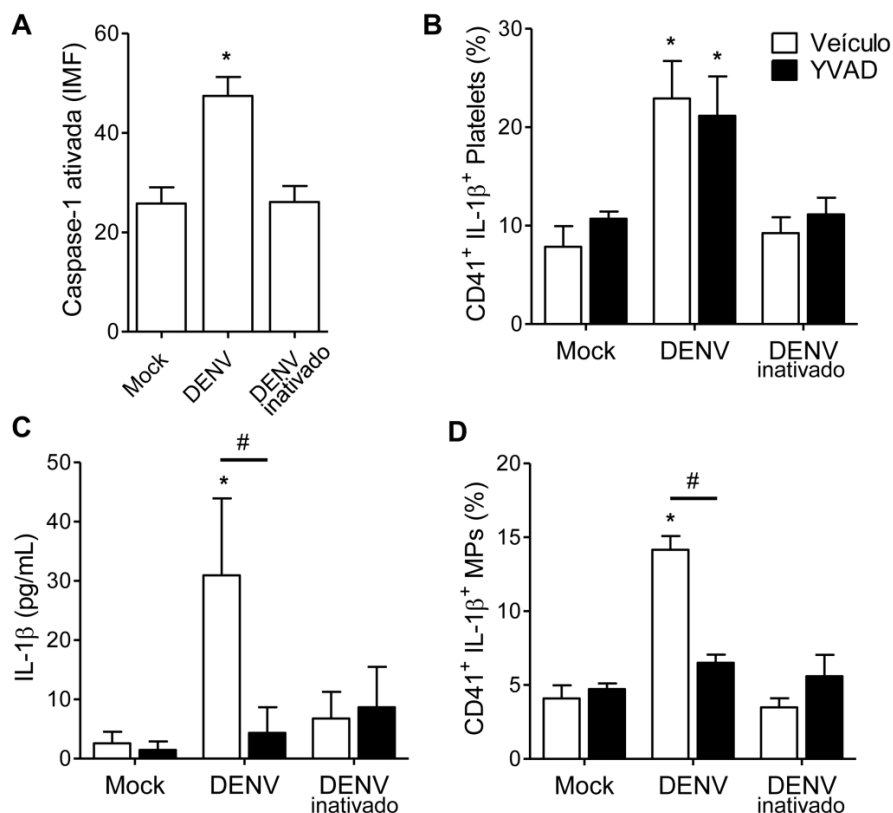 A
Caspase-1 ativada (IMF)
60
40
20
0
*
Mock
DENV
DENV
inativado
B
CD41+ IL-1β+ Platelets (%)
30
20
10
0
*
*
Veículo
YVAD
Mock
DENV
DENV
inativado
C
IL-1β (pg/mL)
50
40
30
20
10
0
#
*
Mock
DENV
DENV
inativado
D
CD41+ IL-1β+ MPs (%)
20
15
10
5
0
#
*
Mock
DENV
DENV
inativado